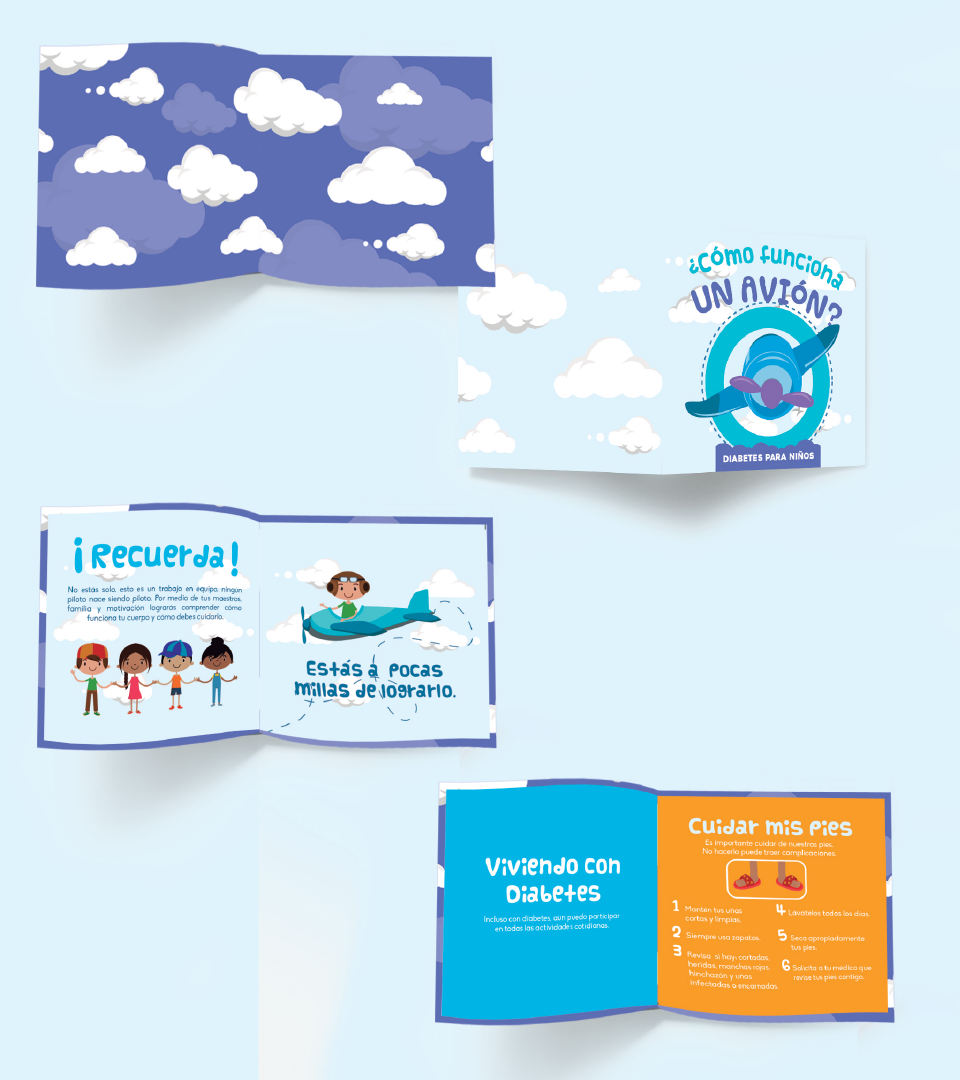 ¿Cómo funciona
UN AVIÓN?
DIABETES PARA NIÑOS
¡Recuerda!
No estás solo, esto es un trabajo en equipo, ningún
piloto nace siendo piloto. Por medio de tus maestros,
familia y motivación lograrás comprender cómo
funciona tu cuerpo y cómo debes cuidarlo.
Estás a pocas
millas de lograrlo.
Viviendo con
Diabetes
Incluso con diabetes, aún puedo participar
en todas las actividades cotidianas.
Cuidar mis pies
Es importante cuidar de nuestros pies.
No hacerlo puede traer complicaciones.
1 Mantén tus uñas
cortas y limpias.
2 Siempre usa zapatos.
3 Revisa si hay: cortadas,
heridas, manchas rojas,
hinchazón y uñas
infectadas o encarnadas.
4 Lávatelos todos los días.
5 Seca apropiadamente
tus pies.
6 Solicita a tu médico que
revise tus pies contigo.